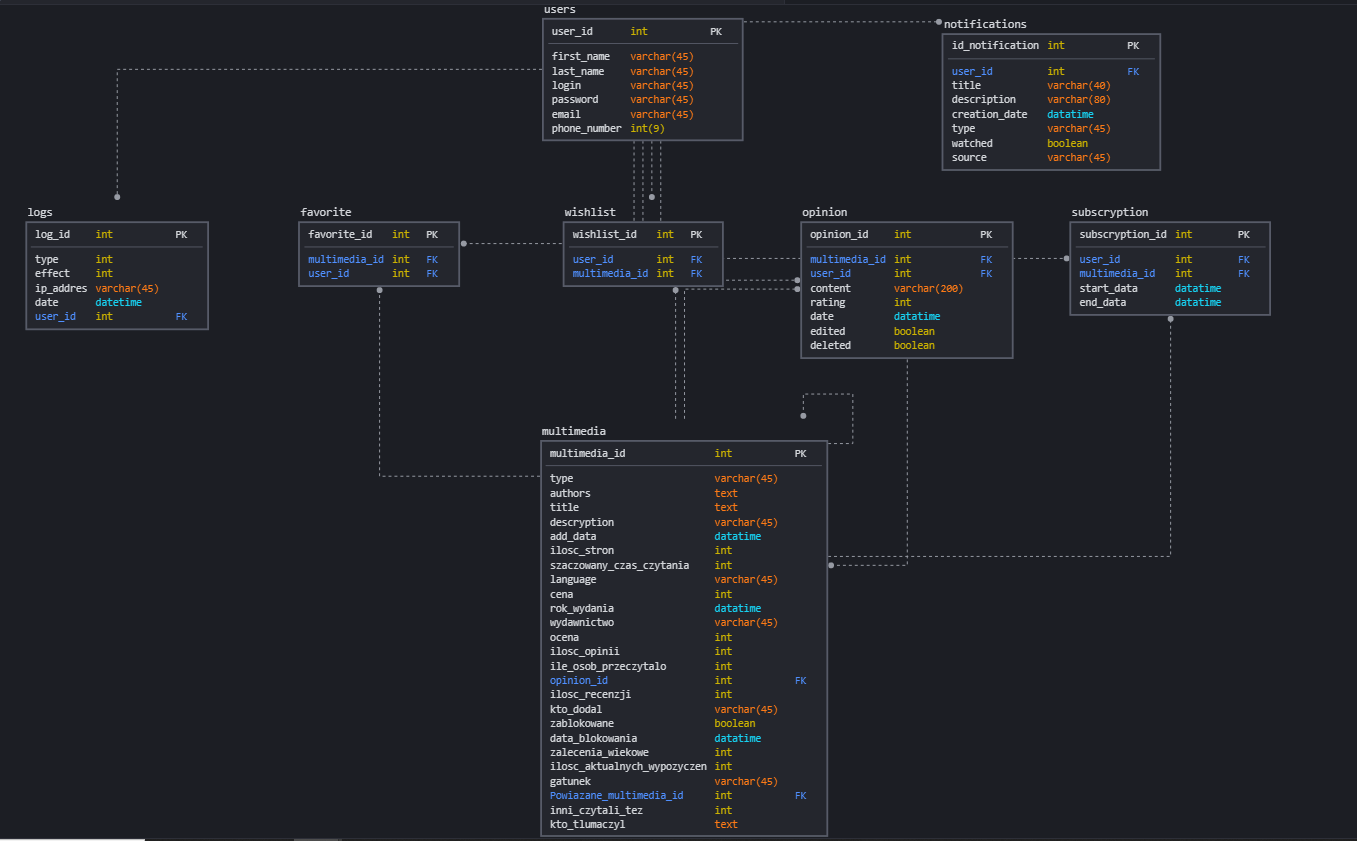 users
user_id int PK
first_name varchar(45)
last_name varchar(45)
login varchar(45)
password varchar(45)
email varchar(45)
phone_number int(9)
notifications
id_notification int PK
user_id int FK
title varchar(40)
description varchar(80)
creation_date datatime
type varchar(45)
watched boolean
source varchar(45)
logs
log_id int PK
type int
effect int
ip_addres varchar(45)
date datetime
user_id int FK
favorite
favorite_id int PK
multimedia_id int FK
user_id int FK
wishlist
wishlist_id int PK
user_id int FK
multimedia_id int FK
opinion
opinion_id int PK
multimedia_id int FK
user_id int FK
content varchar(200)
rating int
date datatime
edited boolean
deleted boolean
subscryption
subscryption_id int PK
user_id int FK
multimedia_id int FK
start_data datatime
end_data datatime
multimedia
multimedia_id int PK
type varchar(45)
authors text
title text
descryption varchar(45)
add_data datatime
ilosc_stron int
szaczowany_czas_czytania int
language varchar(45)
cena int
rok_wydania datatime
wydawnictwo varchar(45)
ocena int
ilosc_opinii int
ile_osob_przeczytalo int
opinion_id int FK
ilosc_recenzji int
kto_dodal varchar(45)
zablokowane boolean
data_blokowania datatime
zalecenia_wiekowe int
ilosc_aktualnych_wypozyczen int
gatunek varchar(45)
Powiazane_multimedia_id int FK
inni_czytali_tez int
kto_tlumaczyl text